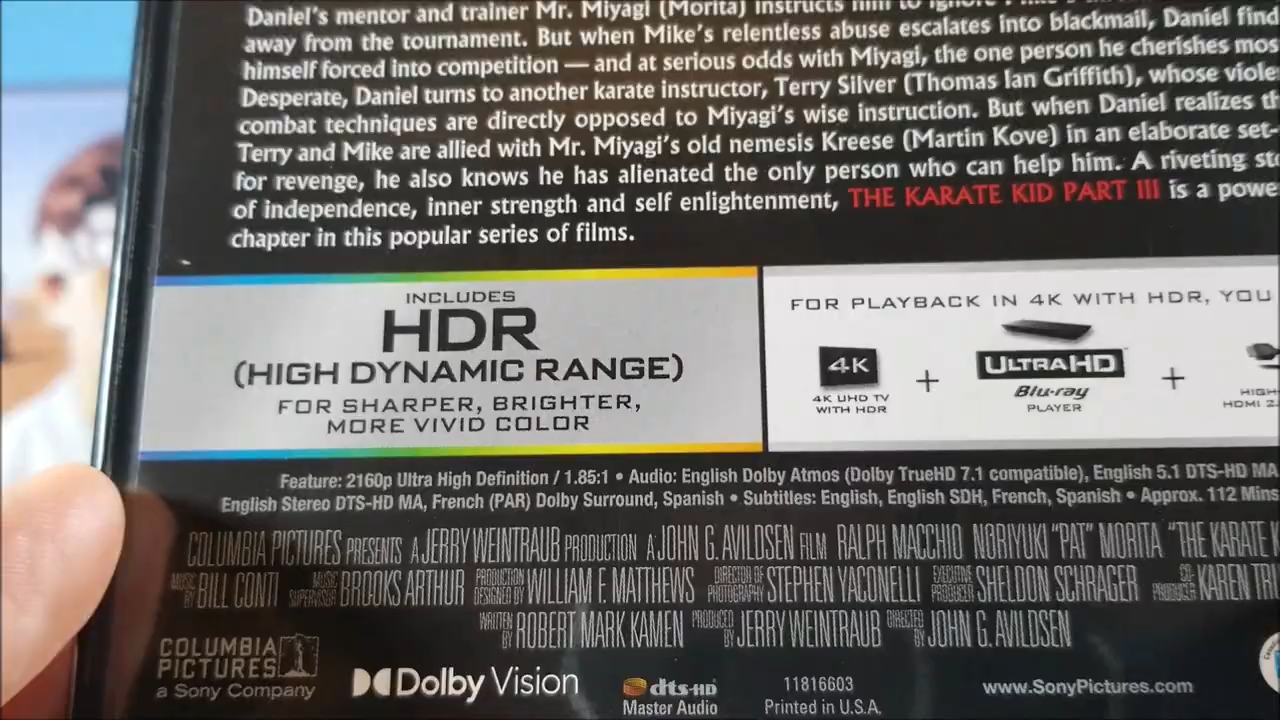 Daniel's mentor and trainer Mr. Miyagi (Morita) instructs him to ignore
away from the tournament. But when Mike's relentless abuse escalates into blackmail, Daniel find
himself forced into competition — and at serious odds with Miyagi, the one person he cherishes mos
Desperate, Daniel turns to another karate instructor, Terry Silver (Thomas Ian Griffith), whose viole
combat techniques are directly opposed to Miyagi's wise instruction. But when Daniel realizes th
Terry and Mike are allied with Mr. Miyagi's old nemesis Kreese (Martin Kove) in an elaborate set-
for revenge, he also knows he has alienated the only person who can help him. A riveting sto
of independence, inner strength and self enlightenment, THE KARATE KID PART III is a powe
chapter in this popular series of films.
INCLUDES
HDR
(HIGH DYNAMIC RANGE)
FOR SHARPER, BRIGHTER,
MORE VIVID COLOR
FOR PLAYBACK IN 4K WITH HDR, YOU
4K
4K UHD TV
WITH HDR
+
ULTRAHD
Blu-ray
PLAYER
+
HIGH
HDMI 2
Feature: 2160p Ultra High Definition / 1.85:1 • Audio: English Dolby Atmos (Dolby TrueHD 7.1 compatible), English 5.1 DTS-HD MA
English Stereo DTS-HD MA, French (PAR) Dolby Surround, Spanish • Subtitles: English, English SDH, French, Spanish • Approx. 112 Mins
COLUMBIA PICTURES PRESENTS A JERRY WEINTRAUB PRODUCTION A JOHN G. AVILDSEN FILM RALPH MACCHIO NORIYUKI "PAT" MORITA "THE KARATE K
MUSIC BY BILL CONTI MUSIC SUPERVISOR BROOKS ARTHUR PRODUCTION DESIGNED BY WILLIAM F. MATTHEWS DIRECTOR OF PHOTOGRAPHY STEPHEN YACONELLI EXECUTIVE PRODUCER SHELDON SCHRAGER CO-PRODUCER KAREN TRU
WRITTEN BY ROBERT MARK KAMEN PRODUCED BY JERRY WEINTRAUB DIRECTED BY JOHN G. AVILDSEN
COLUMBIA
PICTURES
a Sony Company
Dolby Vision
dts-HD
Master Audio
11816603
Printed in U.S.A.
www.SonyPictures.com